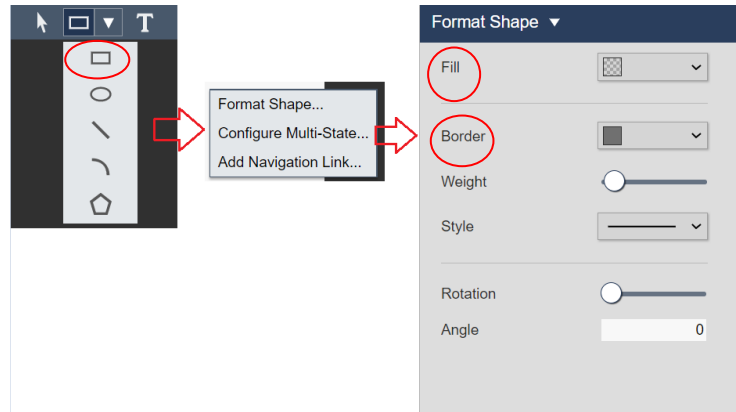 T
Format Shape...
Configure Multi-State...
Add Navigation Link...
Format Shape
Fill
Border
Weight
Style
Rotation
Angle
0